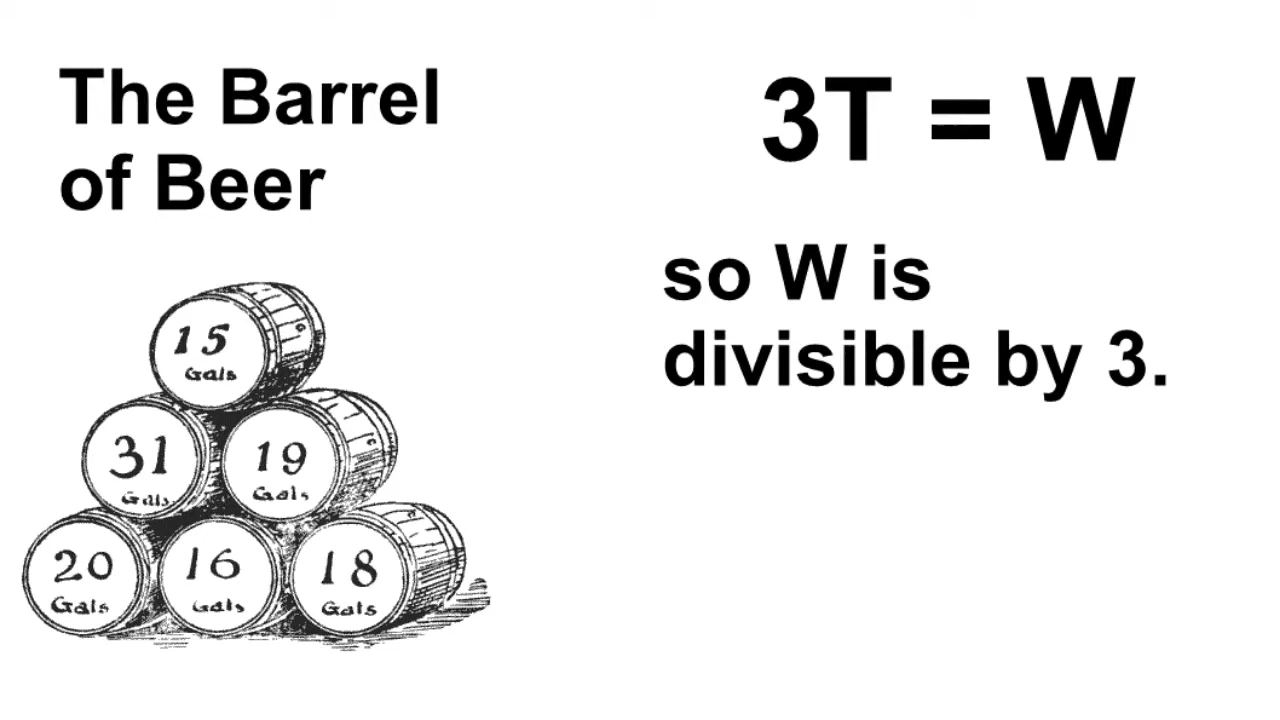 The Barrel
of Beer
3T = W
so W is
divisible by 3.
15
Gals
31
Gals
19
Gals
20
Gals
16
Gals
18
Gals